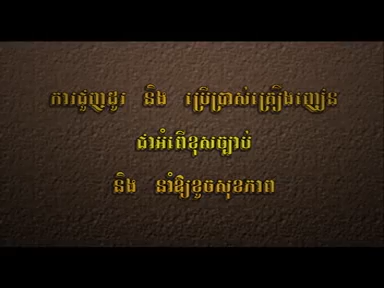 ការជួញដូរ និង ប្រើប្រាស់គ្រឿងញៀន
ជាអំពើខុសច្បាប់
និង នាំឱ្យខូចសុខភាព